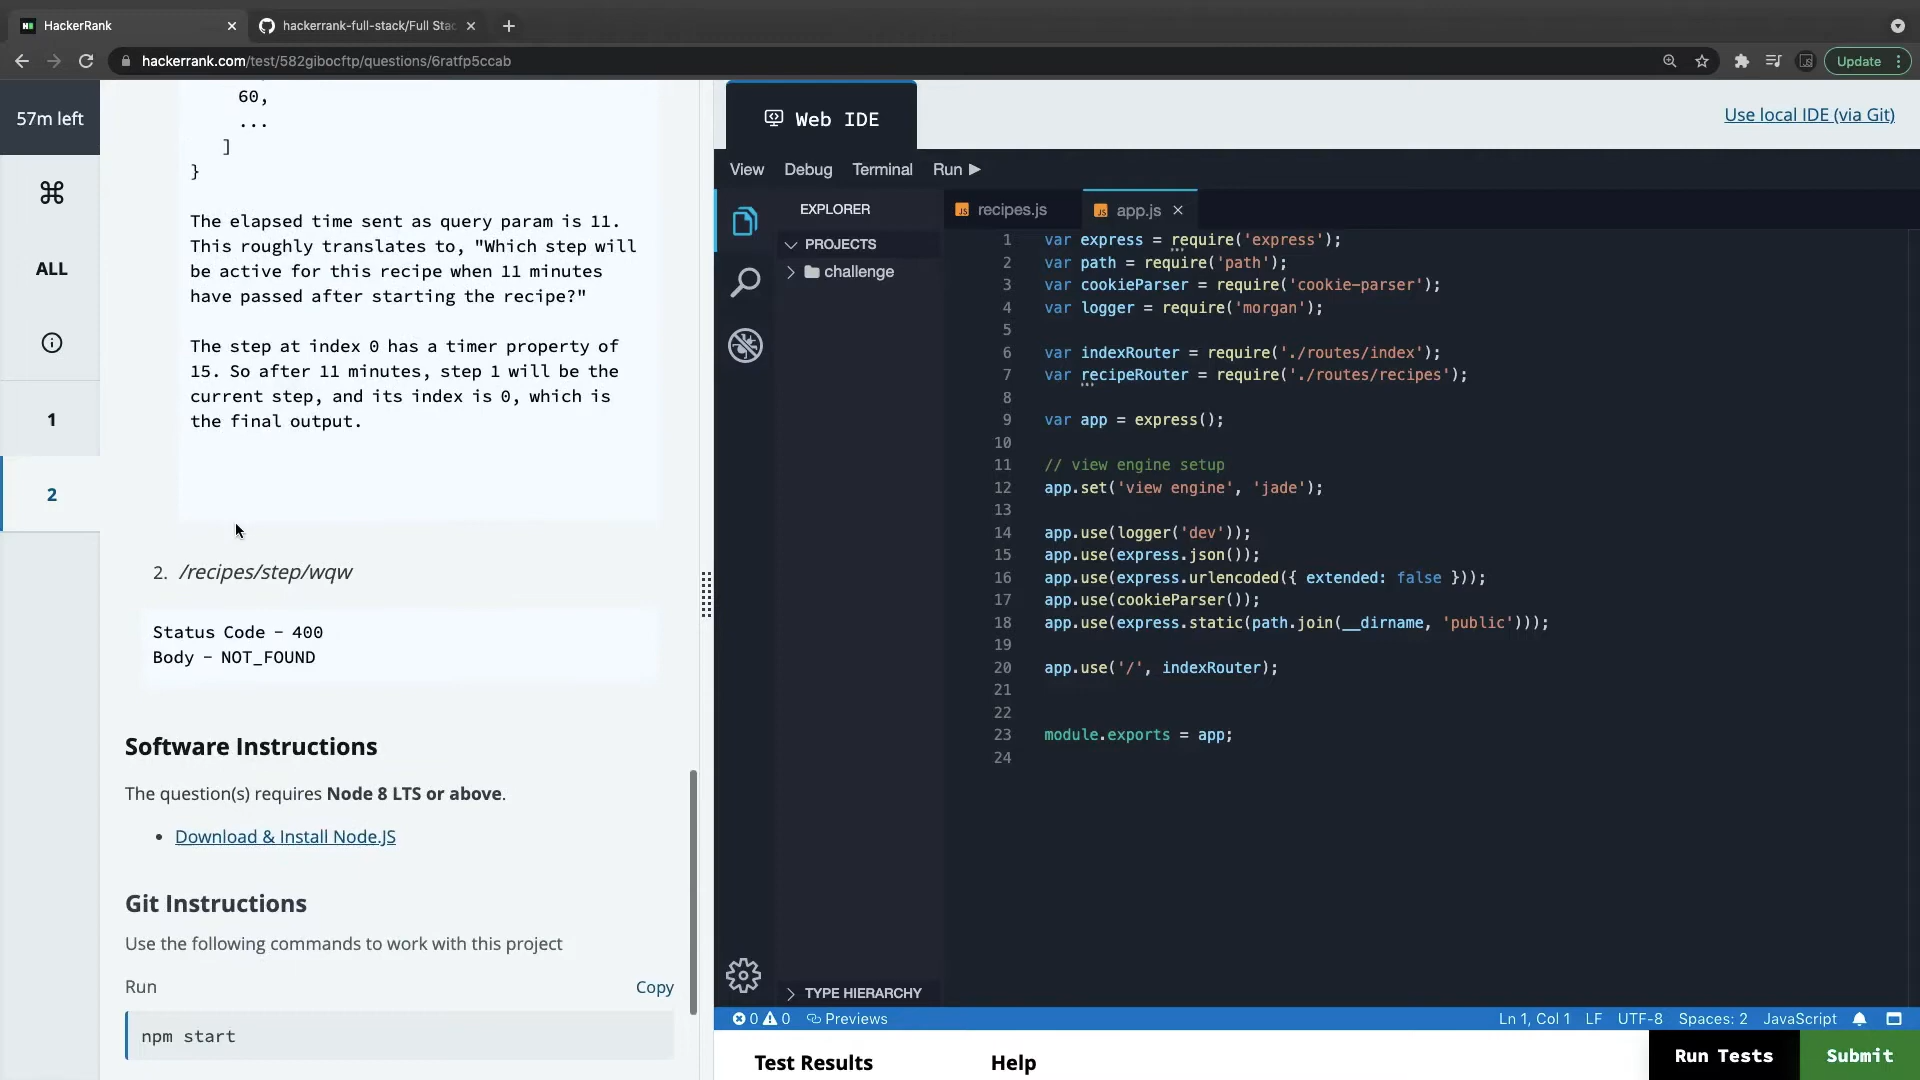 HackerRank
hackerrank-full-stack/Full Stac
hackerrank.com/test/582gibocftp/questions/6ratfp5ccab
Update
57m left
ALL
1
2
60,
...
]
}
The elapsed time sent as query param is 11.
This roughly translates to, "Which step will
be active for this recipe when 11 minutes
have passed after starting the recipe?"
The step at index 0 has a timer property of
15. So after 11 minutes, step 1 will be the
current step, and its index is 0, which is
the final output.
2. /recipes/step/wqw
Status Code - 400
Body - NOT_FOUND
Software Instructions
The question(s) requires Node 8 LTS or above.
• Download & Install Node.JS
Git Instructions
Use the following commands to work with this project
Run
Copy
npm start
Web IDE
Use local IDE (via Git)
View Debug Terminal Run
EXPLORER
PROJECTS
challenge
TYPE HIERARCHY
JS recipes.js
JS app.js
1 var express = require('express');
2 var path = require('path');
3 var cookieParser = require('cookie-parser');
4 var logger = require('morgan');
5
6 var indexRouter = require('./routes/index');
7 var recipeRouter = require('./routes/recipes');
8
9 var app = express();
10
11 // view engine setup
12 app.set('view engine', 'jade');
13
14 app.use(logger('dev'));
15 app.use(express.json());
16 app.use(express.urlencoded({ extended: false }));
17 app.use(cookieParser());
18 app.use(express.static(path.join(__dirname, 'public')));
19
20 app.use('/', indexRouter);
21
22
23 module.exports = app;
24
0 0 Previews
Ln 1, Col 1 LF UTF-8 Spaces: 2 JavaScript
Test Results Help
Run Tests Submit